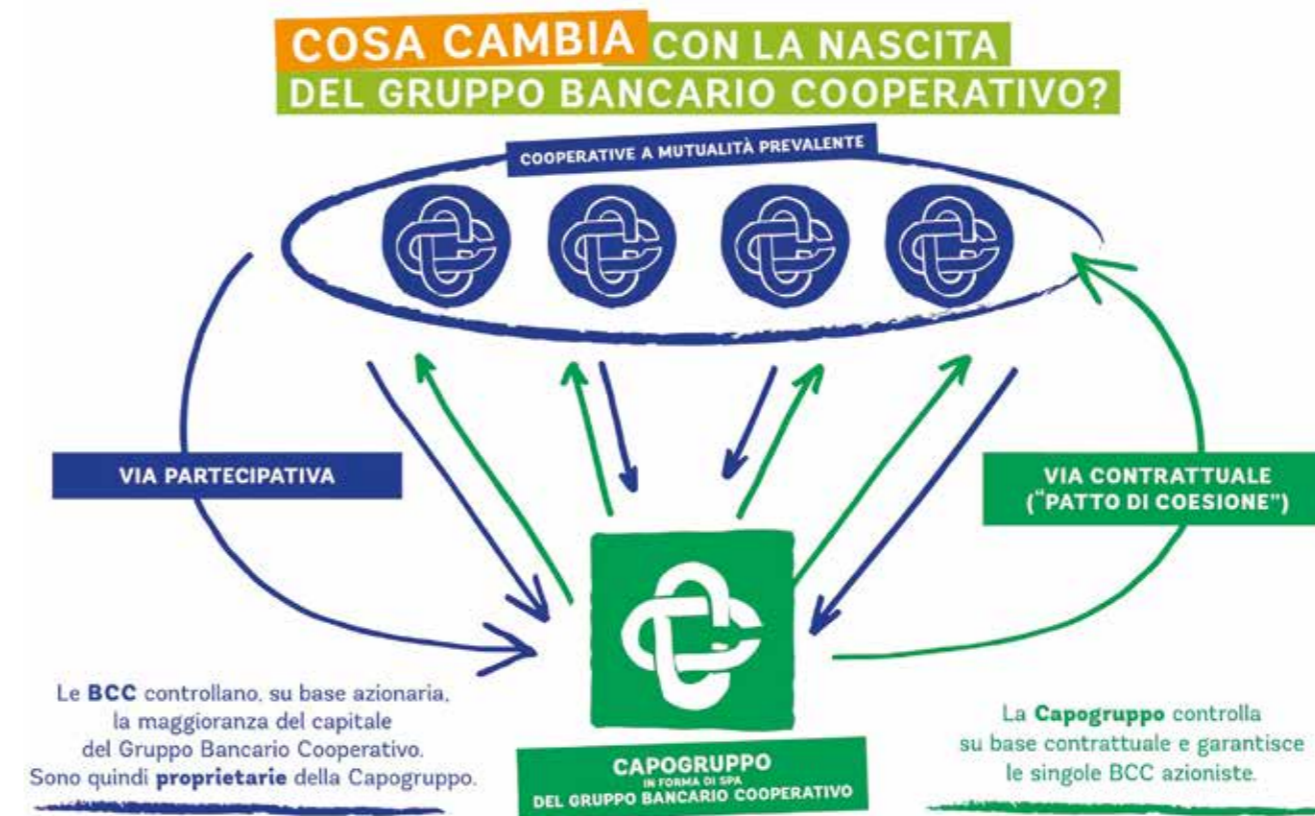 COSA CAMBIA CON LA NASCITA
DEL GRUPPO BANCARIO COOPERATIVO?
COOPERATIVE A MUTUALITÀ PREVALENTE
VIA PARTECIPATIVA
VIA CONTRATTUALE
("PATTO DI COESIONE")
Le BCC controllano, su base azionaria,
la maggioranza del capitale
del Gruppo Bancario Cooperativo.
Sono quindi proprietarie della Capogruppo.
CAPOGRUPPO
IN FORMA DI SPA
DEL GRUPPO BANCARIO COOPERATIVO
La Capogruppo controlla
su base contrattuale e garantisce
le singole BCC azioniste.